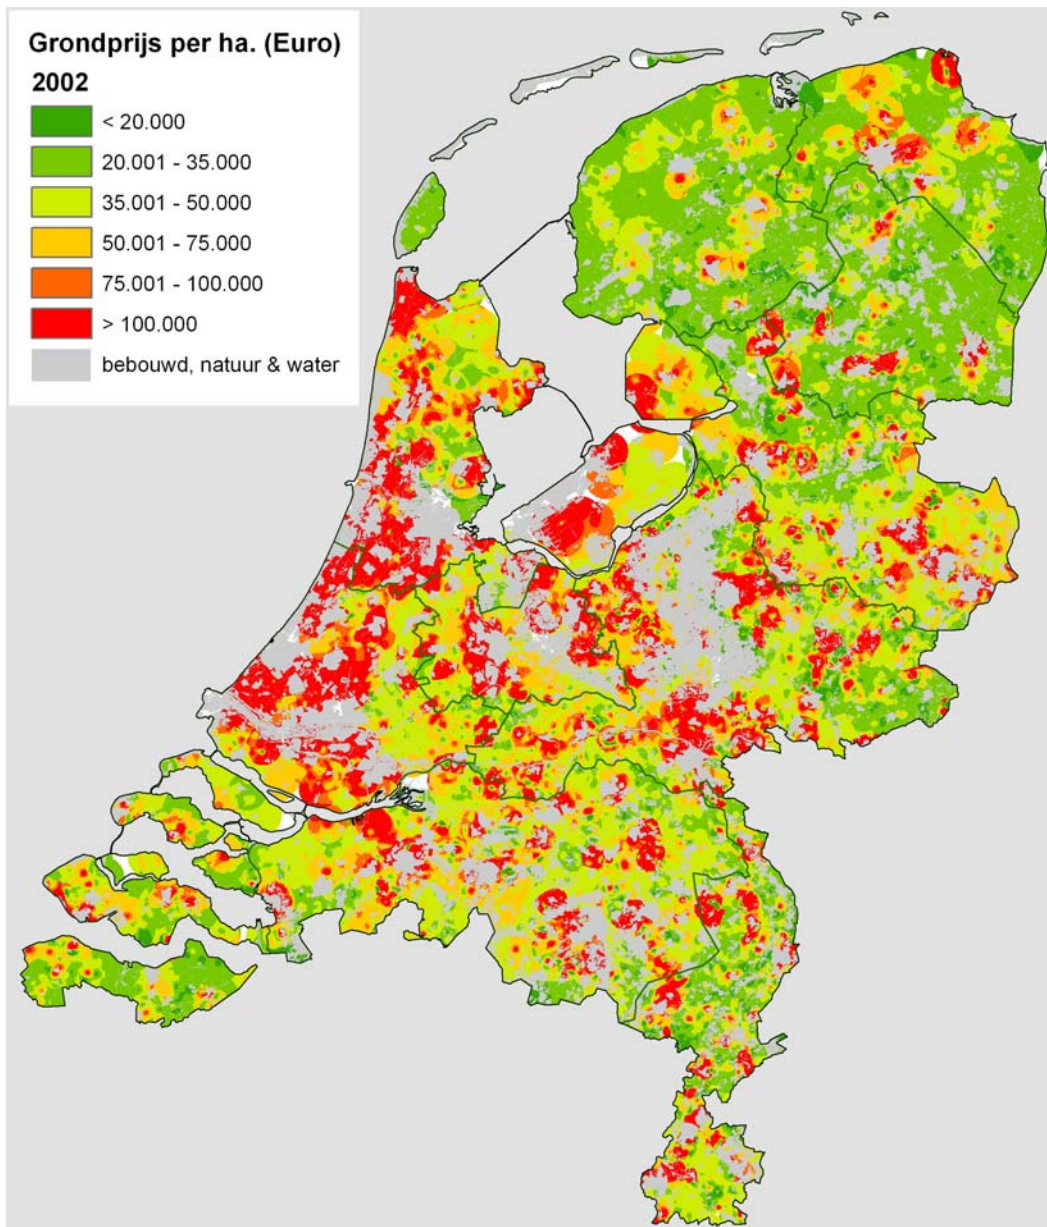 Grondprijs per ha. (Euro)
2002
< 20.000
20.001 - 35.000
35.001 - 50.000
50.001 - 75.000
75.001 - 100.000
> 100.000
bebouwd, natuur & water